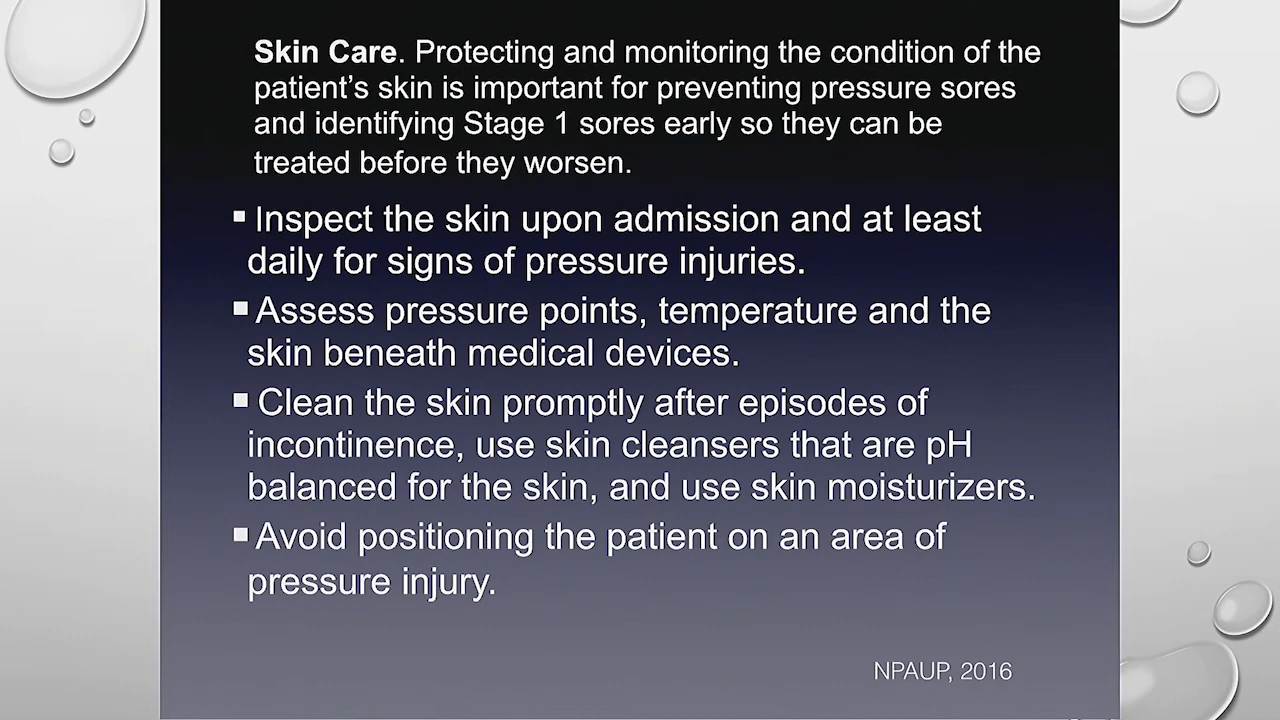 Skin Care. Protecting and monitoring the condition of the
patient’s skin is important for preventing pressure sores
and identifying Stage 1 sores early so they can be
treated before they worsen.
▪ Inspect the skin upon admission and at least
daily for signs of pressure injuries.
▪ Assess pressure points, temperature and the
skin beneath medical devices.
▪ Clean the skin promptly after episodes of
incontinence, use skin cleansers that are pH
balanced for the skin, and use skin moisturizers.
▪ Avoid positioning the patient on an area of
pressure injury.
NPAUP, 2016